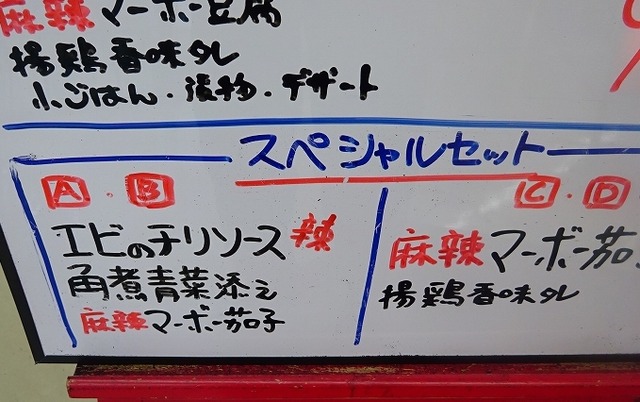 麻辣マーボー豆腐
揚鶏香味タレ
小ごはん・漬物・デザート
スペシャルセット
A・B
エビのチリソース 辣
角煮青菜添え
麻辣マーボー茄子
C・D
麻辣マーボー茄
揚鶏香味タレ